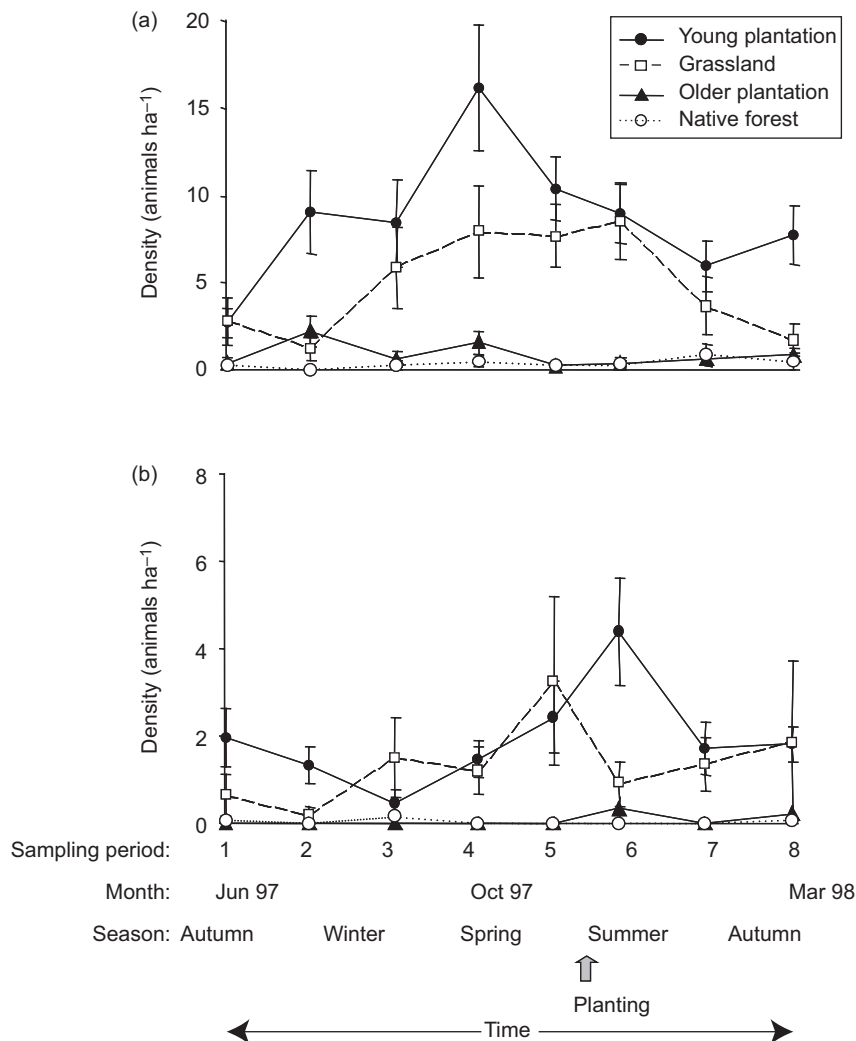 (a)
20
15
10
5
0
Density (animals ha⁻¹)
Young plantation
Grassland
Older plantation
Native forest
(b)
8
6
4
2
0
Density (animals ha⁻¹)
Sampling period: 1 2 3 4 5 6 7 8
Month: Jun 97 Oct 97 Mar 98
Season: Autumn Winter Spring Summer Autumn
Planting
Time